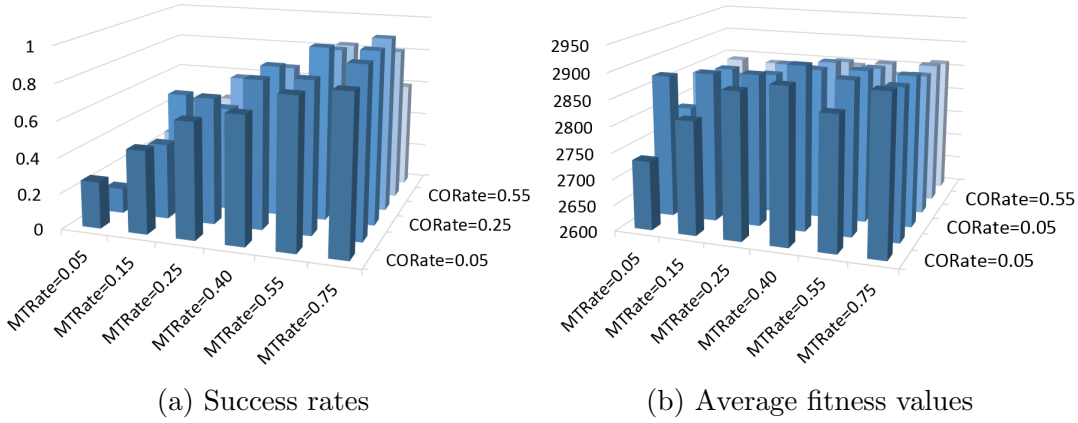 1
0.8
0.6
0.4
0.2
0
MTRate=0.05
MTRate=0.15
MTRate=0.25
MTRate=0.40
MTRate=0.55
MTRate=0.75
CORate=0.55
CORate=0.25
CORate=0.05
(a) Success rates
2950
2900
2850
2800
2750
2700
2650
2600
MTRate=0.05
MTRate=0.15
MTRate=0.25
MTRate=0.40
MTRate=0.55
MTRate=0.75
CORate=0.55
CORate=0.05
CORate=0.05
(b) Average fitness values